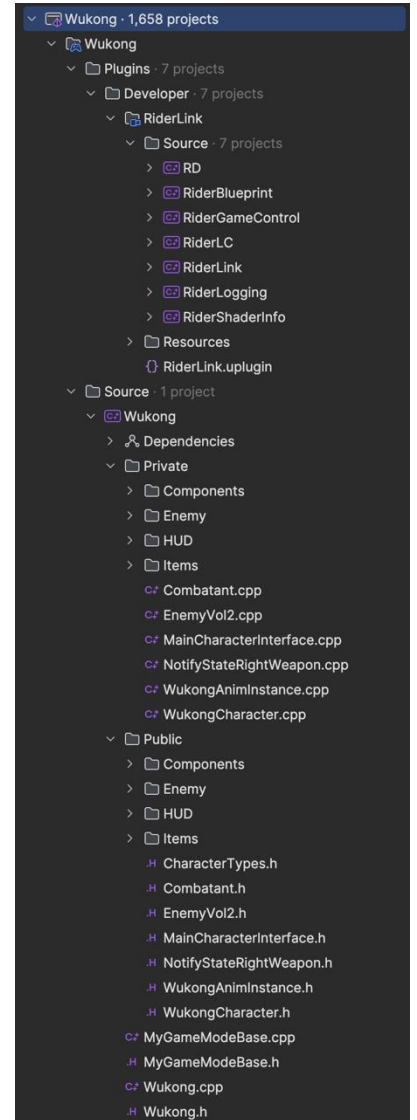 Wukong · 1,658 projects
Wukong
Plugins · 7 projects
Developer · 7 projects
RiderLink
Source · 7 projects
C++ RD
C++ RiderBlueprint
C++ RiderGameControl
C++ RiderLC
C++ RiderLink
C++ RiderLogging
C++ RiderShaderInfo
Resources
{} RiderLink.uplugin
Source · 1 project
C++ Wukong
Dependencies
Private
Components
Enemy
HUD
Items
C++ Combatant.cpp
C++ EnemyVol2.cpp
C++ MainCharacterInterface.cpp
C++ NotifyStateRightWeapon.cpp
C++ WukongAnimInstance.cpp
C++ WukongCharacter.cpp
Public
Components
Enemy
HUD
Items
.H CharacterTypes.h
.H Combatant.h
.H EnemyVol2.h
.H MainCharacterInterface.h
.H NotifyStateRightWeapon.h
.H WukongAnimInstance.h
.H WukongCharacter.h
C++ MyGameModeBase.cpp
.H MyGameModeBase.h
C++ Wukong.cpp
.H Wukong.h